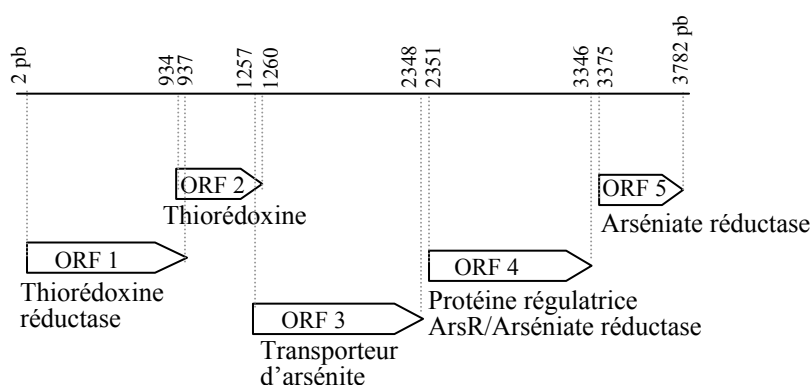 2 pb
934
937
1257
1260
2348
2351
3346
3375
3782 pb
ORF 2
Thiorédoxine
ORF 5
Arséniate réductase
ORF 1
Thiorédoxine
réductase
ORF 4
Protéine régulatrice
ArsR/Arséniate réductase
ORF 3
Transporteur
d'arsénite